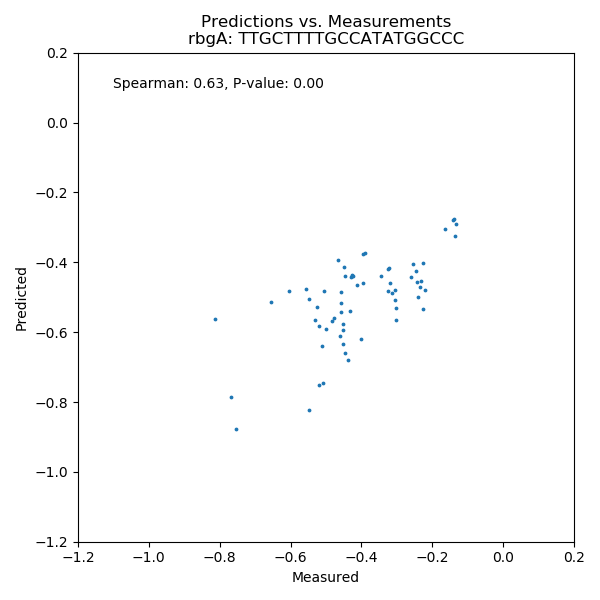 Predictions vs. Measurements
rbgA: TTGCTTTTGCCATATGGCCC
Spearman: 0.63, P-value: 0.00
0.2
0.0
−0.2
−0.4
−0.6
−0.8
−1.0
−1.2
Predicted
−1.2 −1.0 −0.8 −0.6 −0.4 −0.2 0.0 0.2
Measured